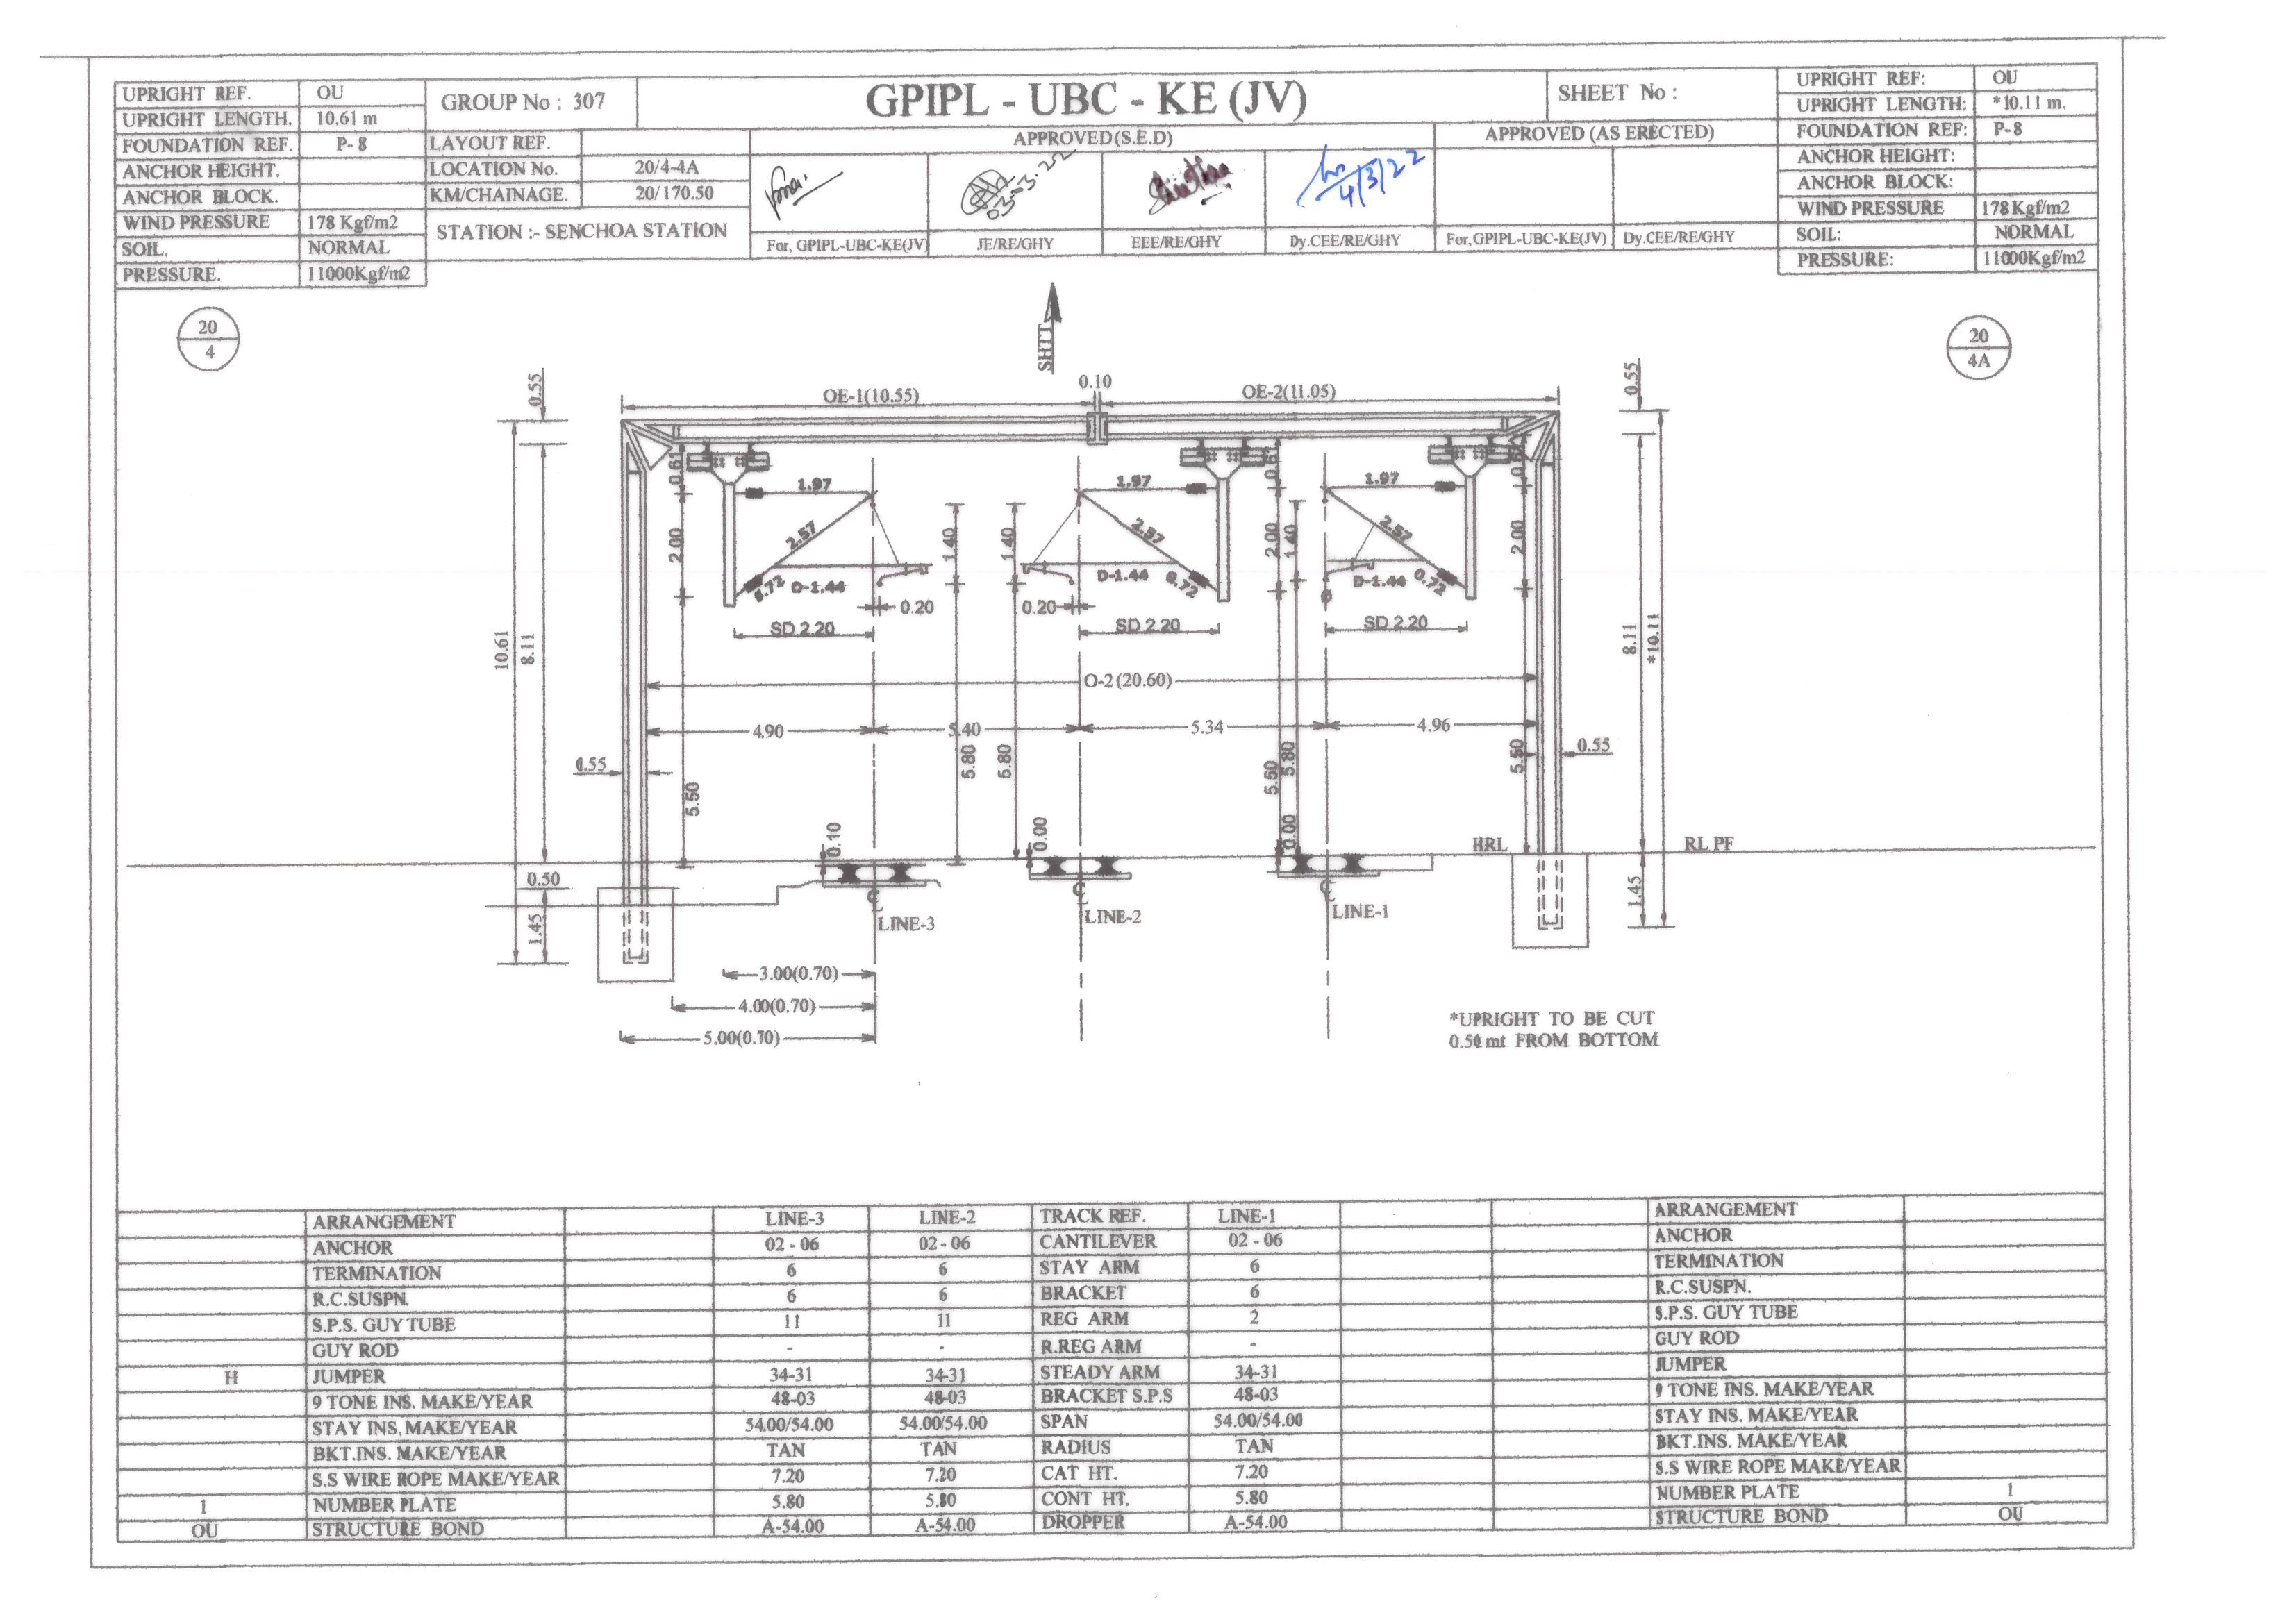 GPIPL - UBC - KE (JV)
UPRIGHT REF. OU
UPRIGHT LENGTH. 10.61 m
FOUNDATION REF. P- 8
ANCHOR HEIGHT.
ANCHOR BLOCK.
WIND PRESSURE 178 Kgf/m2
SOIL. NORMAL
PRESSURE. 11000Kgf/m2
GROUP No : 307
LAYOUT REF.
LOCATION No. 20/4-4A
KM/CHAINAGE. 20/170.50
STATION :- SENCHOA STATION
APPROVED(S.E.D)
03.03.22
4/3/22
For, GPIPL-UBC-KE(JV) JE/RE/GHY EEE/RE/GHY Dy.CEE/RE/GHY
SHEET No :
APPROVED (AS ERECTED)
For,GPIPL-UBC-KE(JV) Dy.CEE/RE/GHY
UPRIGHT REF: OU
UPRIGHT LENGTH: *10.11 m.
FOUNDATION REF: P-8
ANCHOR HEIGHT:
ANCHOR BLOCK:
WIND PRESSURE 178Kgf/m2
SOIL: NORMAL
PRESSURE: 11000Kgf/m2
20
4
SHTT
20
4A
0.55
OE-1(10.55)
0.10
OE-2(11.05)
0.55
0.61
1.97
1.97
1.97
2.00
2.57
1.40
1.40
2.57
2.00
1.40
2.57
2.00
0.72
D-1.44
D-1.44
0.72
D-1.44
0.72
0.20
0.20
SD 2.20
SD 2.20
SD 2.20
10.61
8.11
8.11
*10.11
O-2(20.60)
4.90
5.40
5.34
4.96
0.55
5.50
5.80
5.80
5.50
5.80
5.50
0.55
0.10
0.00
0.00
HRL
RL PF
0.50
1.45
1.45
LINE-3
LINE-2
LINE-1
3.00(0.70)
4.00(0.70)
5.00(0.70)
*UPRIGHT TO BE CUT
0.50 mt FROM BOTTOM
ARRANGEMENT LINE-3 LINE-2 TRACK REF. LINE-1 ARRANGEMENT
ANCHOR 02 - 06 02 - 06 CANTILEVER 02 - 06 ANCHOR
TERMINATION 6 6 STAY ARM 6 TERMINATION
R.C.SUSPN. 6 6 BRACKET 6 R.C.SUSPN.
S.P.S. GUY TUBE 11 11 REG ARM 2 S.P.S. GUY TUBE
GUY ROD - - R.REG ARM - GUY ROD
H JUMPER 34-31 34-31 STEADY ARM 34-31 JUMPER
9 TONE INS. MAKE/YEAR 48-03 48-03 BRACKET S.P.S 48-03 9 TONE INS. MAKE/YEAR
STAY INS. MAKE/YEAR 54.00/54.00 54.00/54.00 SPAN 54.00/54.00 STAY INS. MAKE/YEAR
BKT.INS. MAKE/YEAR TAN TAN RADIUS TAN BKT.INS. MAKE/YEAR
S.S WIRE ROPE MAKE/YEAR 7.20 7.20 CAT HT. 7.20 S.S WIRE ROPE MAKE/YEAR
1 NUMBER PLATE 5.80 5.80 CONT HT. 5.80 NUMBER PLATE 1
OU STRUCTURE BOND A-54.00 A-54.00 DROPPER A-54.00 STRUCTURE BOND OU